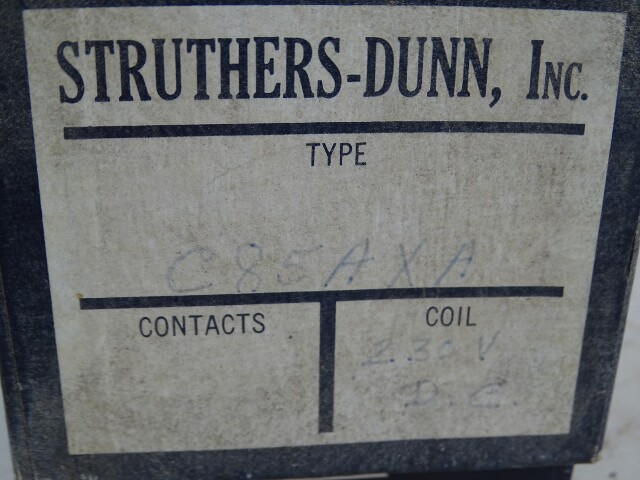 STRUTHERS-DUNN, INC.
TYPE
C85AXA
CONTACTS
COIL
230V
D.C.